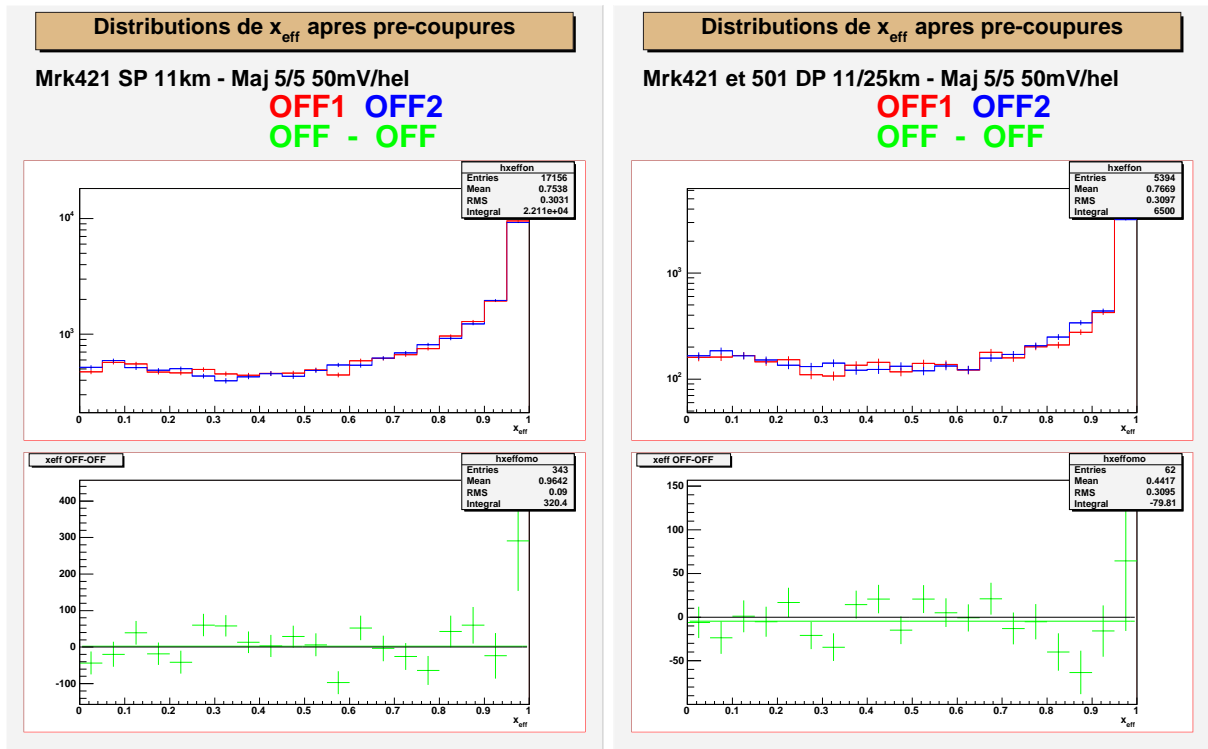 Distributions de xeff apres pre-coupures
Mrk421 SP 11km - Maj 5/5 50mV/hel
OFF1 OFF2
OFF - OFF
hxeffon
Entries 17156
Mean 0.7538
RMS 0.3031
Integral 2.211e+04
10^4
10^3
0 0.1 0.2 0.3 0.4 0.5 0.6 0.7 0.8 0.9 1
xeff
xeff OFF-OFF
hxeffomo
Entries 343
Mean 0.9642
RMS 0.09
Integral 320.4
400
300
200
100
0
-100
0 0.1 0.2 0.3 0.4 0.5 0.6 0.7 0.8 0.9 1
xeff
Distributions de xeff apres pre-coupures
Mrk421 et 501 DP 11/25km - Maj 5/5 50mV/hel
OFF1 OFF2
OFF - OFF
hxeffon
Entries 5394
Mean 0.7669
RMS 0.3097
Integral 6500
10^3
10^2
0 0.1 0.2 0.3 0.4 0.5 0.6 0.7 0.8 0.9 1
xeff
xeff OFF-OFF
hxeffomo
Entries 62
Mean 0.4417
RMS 0.3095
Integral -79.81
150
100
50
0
-50
0 0.1 0.2 0.3 0.4 0.5 0.6 0.7 0.8 0.9 1
xeff